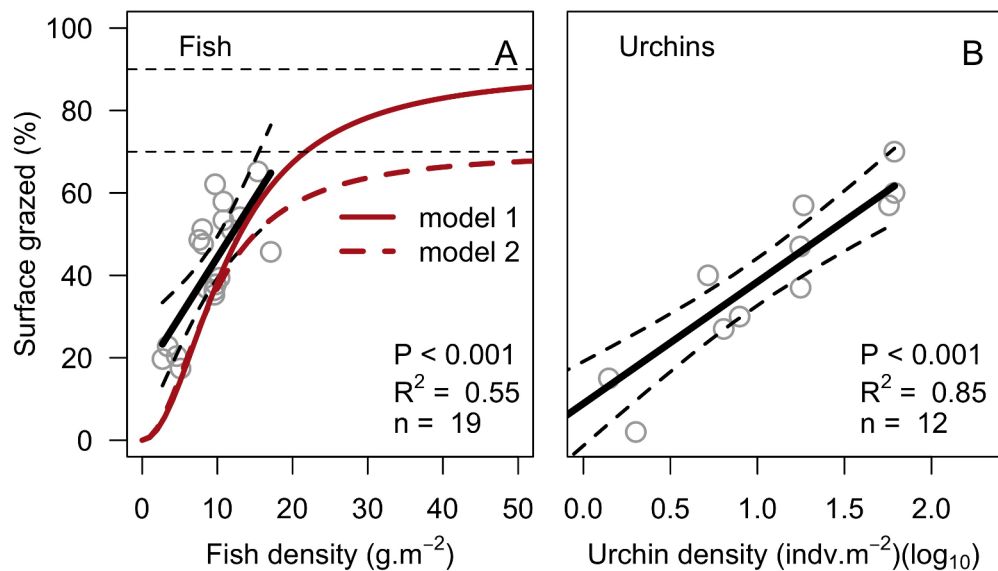 Fish
A
Surface grazed (%)
100
80
60
40
20
0
model 1
model 2
P < 0.001
R² = 0.55
n = 19
0 10 20 30 40 50
Fish density (g.m⁻²)
Urchins
B
P < 0.001
R² = 0.85
n = 12
0.0 0.5 1.0 1.5 2.0
Urchin density (indv.m⁻²)(log₁₀)